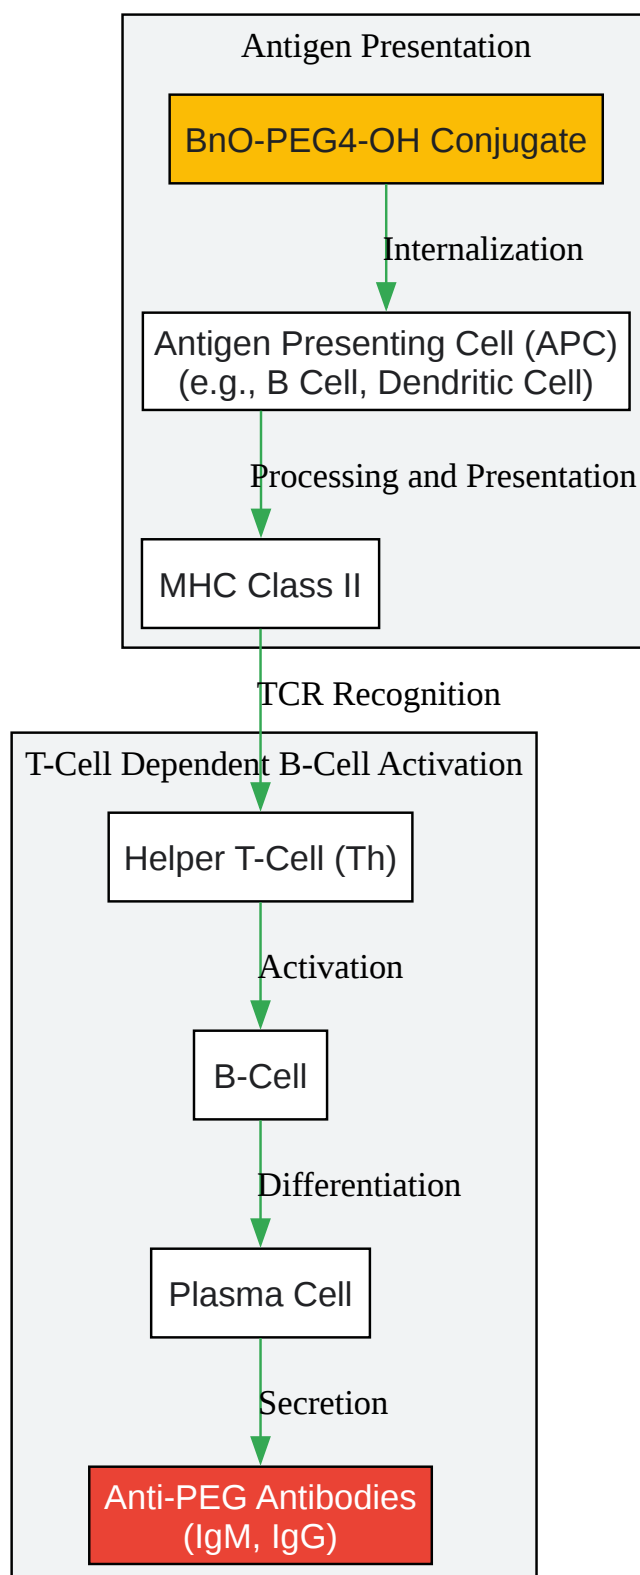 Antigen Presentation
BnO-PEG4-OH Conjugate
Internalization
Antigen Presenting Cell (APC)
(e.g., B Cell, Dendritic Cell)
Processing and Presentation
MHC Class II
TCR Recognition
T-Cell Dependent B-Cell Activation
Helper T-Cell (Th)
Activation
B-Cell
Differentiation
Plasma Cell
Secretion
Anti-PEG Antibodies
(IgM, IgG)